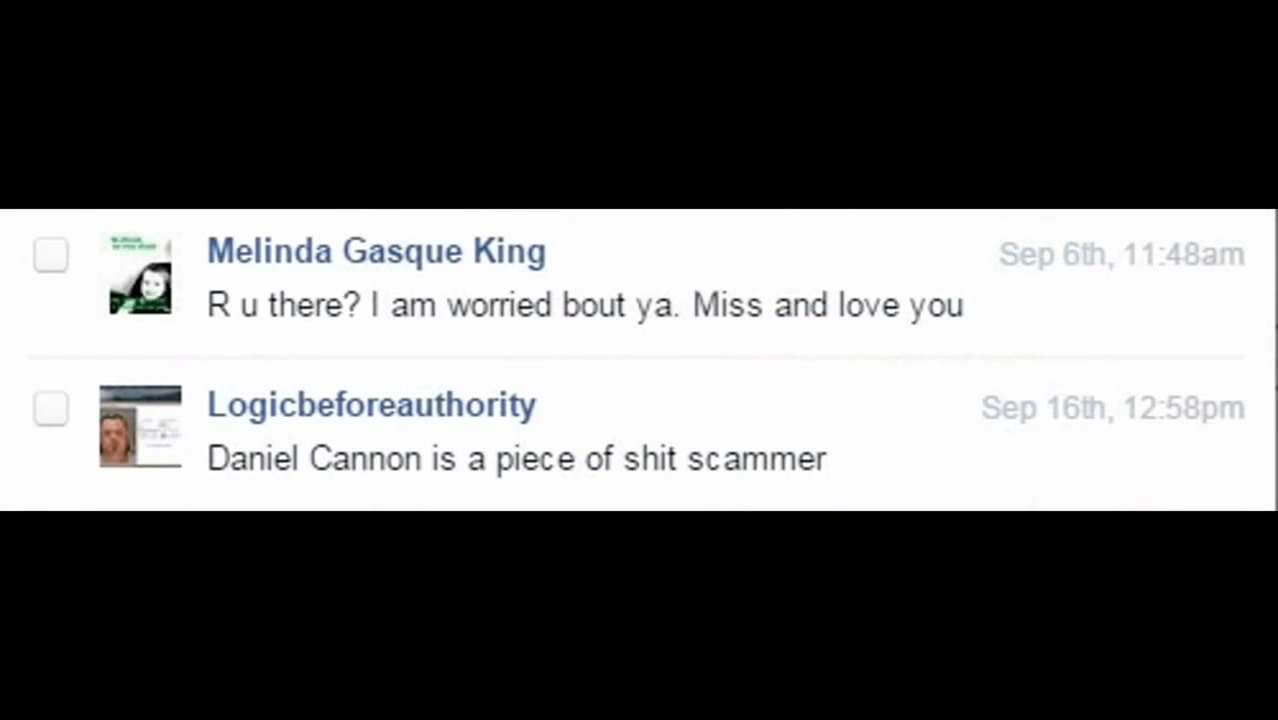 Melinda Gasque King
Sep 6th, 11:48am
R u there? I am worried bout ya. Miss and love you
Logicbeforeauthority
Sep 16th, 12:58pm
Daniel Cannon is a piece of shit scammer